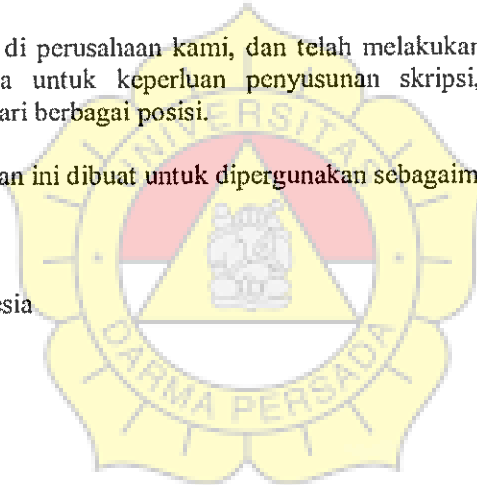 di perusahaan kami, dan telah melakukan
a untuk keperluan penyusunan skripsi,
ari berbagai posisi.
an ini dibuat untuk dipergunakan sebagaim
esia
UNIVERSITAS
DARMA PERSADA